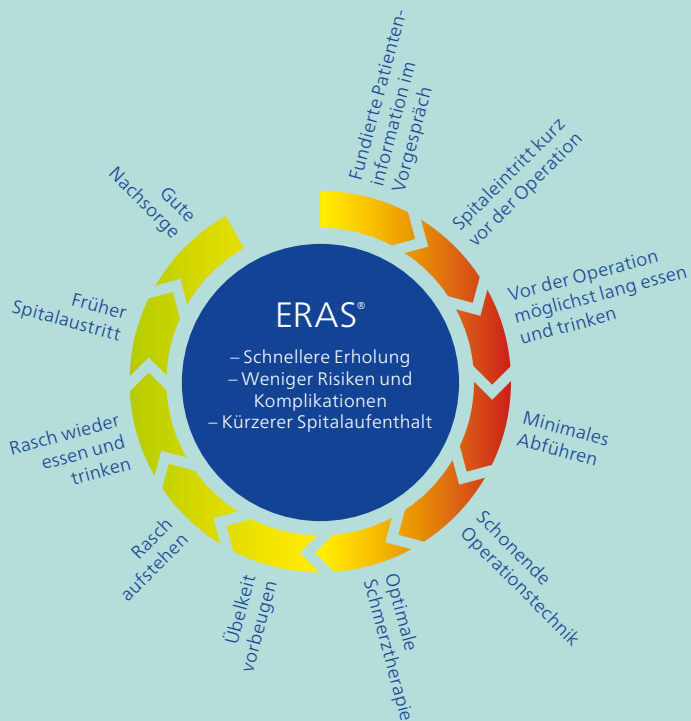 ERAS®
– Schnellere Erholung
– Weniger Risiken und
Komplikationen
– Kürzerer Spitalaufenthalt
Fundierte Patienten-
information im
Vorgespräch
Spitaleintritt kurz
vor der Operation
Vor der Operation
möglichst lang essen
und trinken
Minimales
Abführen
Schonende
Operationstechnik
Optimale
Schmerztherapie
Übelkeit
vorbeugen
Rasch
aufstehen
Rasch wieder
essen und
trinken
Früher
Spitalaustritt
Gute
Nachsorge